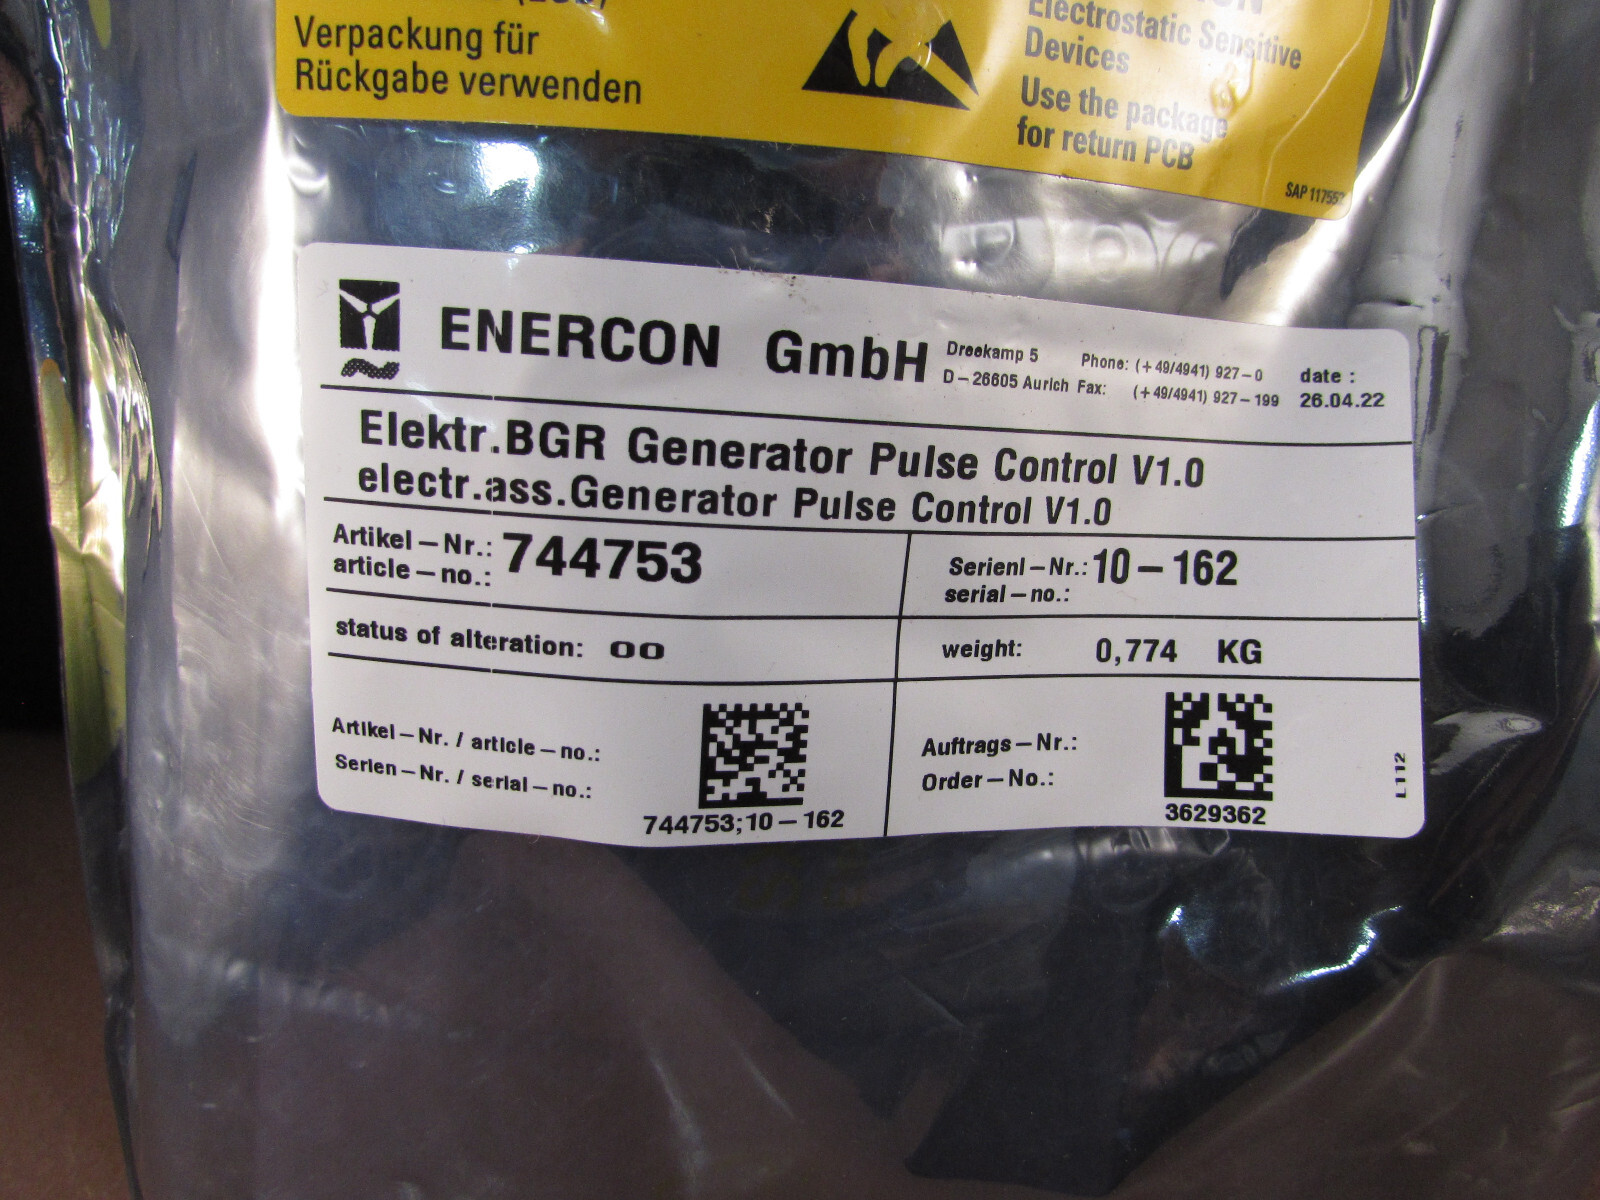 Verpackung für
Rückgabe verwenden
Electrostatic Sensitive
Devices
Use the package
for return PCB
SAP 117557
ENERCON GmbH
Dreekamp 5 Phone: (+49/4941) 927-0
D-26605 Aurich Fax: (+49/4941) 927-199
date :
26.04.22
Elektr.BGR Generator Pulse Control V1.0
electr.ass.Generator Pulse Control V1.0
Artikel-Nr.: 744753
article-no.:
Serienl-Nr.: 10-162
serial-no.:
status of alteration: 00
weight: 0,774 KG
Artikel-Nr. / article-no.:
Serien-Nr. / serial-no.:
744753;10-162
Auftrags-Nr.:
Order-No.:
3629362
L112